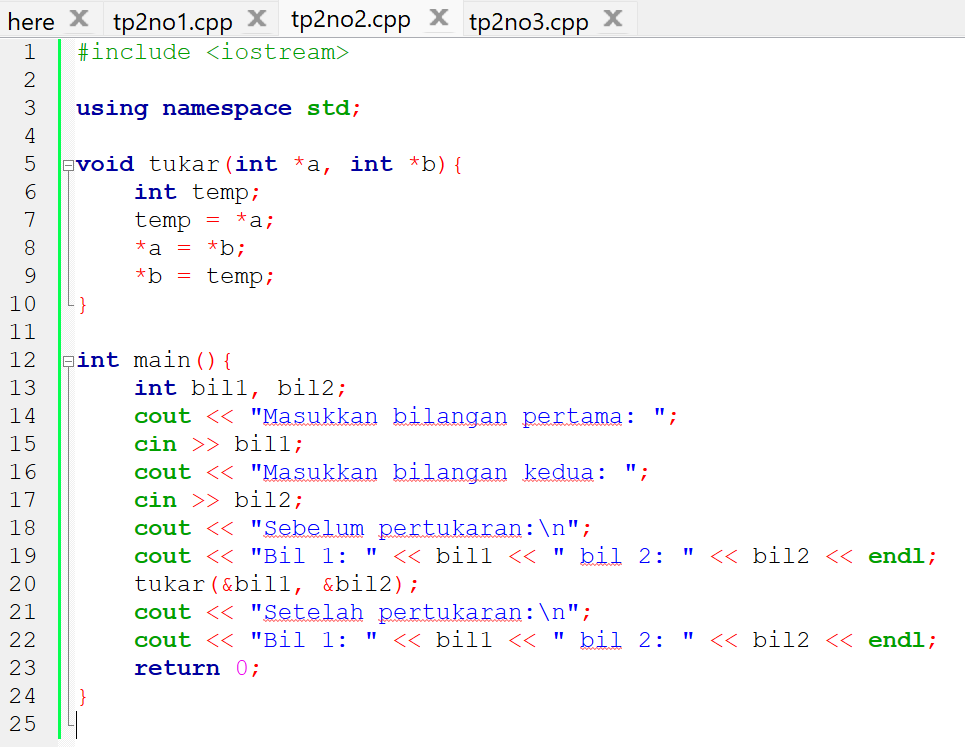 here tp2no1.cpp tp2no2.cpp tp2no3.cpp
1 #include <iostream>
2
3 using namespace std;
4
5 void tukar(int *a, int *b){
6     int temp;
7     temp = *a;
8     *a = *b;
9     *b = temp;
10 }
11
12 int main(){
13     int bil1, bil2;
14     cout << "Masukkan bilangan pertama: ";
15     cin >> bil1;
16     cout << "Masukkan bilangan kedua: ";
17     cin >> bil2;
18     cout << "Sebelum pertukaran:\n";
19     cout << "Bil 1: " << bil1 << " bil 2: " << bil2 << endl;
20     tukar(&bil1, &bil2);
21     cout << "Setelah pertukaran:\n";
22     cout << "Bil 1: " << bil1 << " bil 2: " << bil2 << endl;
23     return 0;
24 }
25